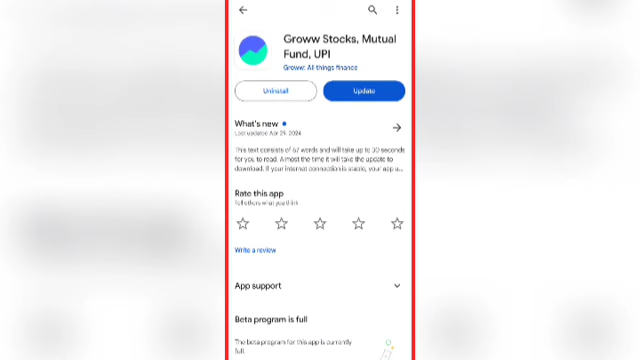 Groww Stocks, Mutual
Fund, UPI
Groww: All things finance
Uninstall
Update
What's new
Last updated Apr 29, 2024
This text consists of 67 words and will take up to 30 seconds
for you to read. Almost the time it will take the update to
download. If your internet connection is stable, your app u...
Rate this app
Tell others what you think
Write a review
App support
Beta program is full
The beta program for this app is currently
full.